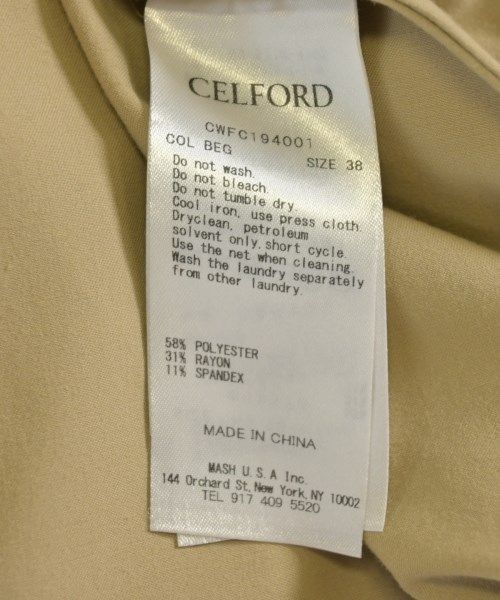 CELFORD
CWFC194001
COL BEG SIZE 38
Do not wash.
Do not bleach.
Do not tumble dry.
Cool iron, use press cloth.
Dryclean, petroleum
solvent only, short cycle.
Use the net when cleaning.
Wash the laundry separately
from other laundry.
58% POLYESTER
31% RAYON
11% SPANDEX
MADE IN CHINA
MASH U.S.A Inc.
144 Orchard St, New York, NY 10002
TEL 917 409 5520